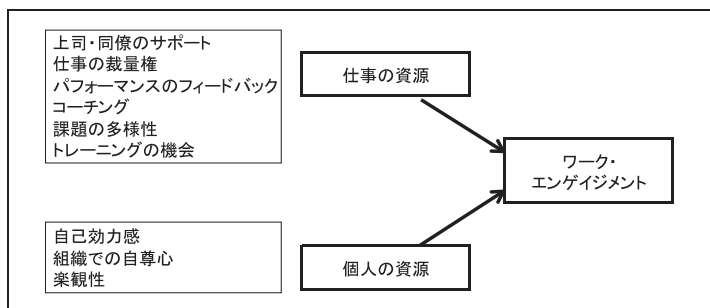 上司・同僚のサポート
仕事の裁量権
パフォーマンスのフィードバック
コーチング
課題の多様性
トレーニングの機会
仕事の資源
ワーク・
エンゲイジメント
自己効力感
組織での自尊心
楽観性
個人の資源